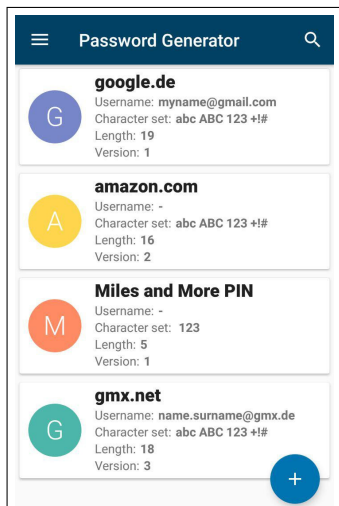 Password Generator
G
google.de
Username: myname@gmail.com
Character set: abc ABC 123 +!#
Length: 19
Version: 1
A
amazon.com
Username: -
Character set: abc ABC 123 +!#
Length: 16
Version: 2
M
Miles and More PIN
Username: -
Character set: 123
Length: 5
Version: 1
G
gmx.net
Username: name.surname@gmx.de
Character set: abc ABC 123 +!#
Length: 18
Version: 3
+